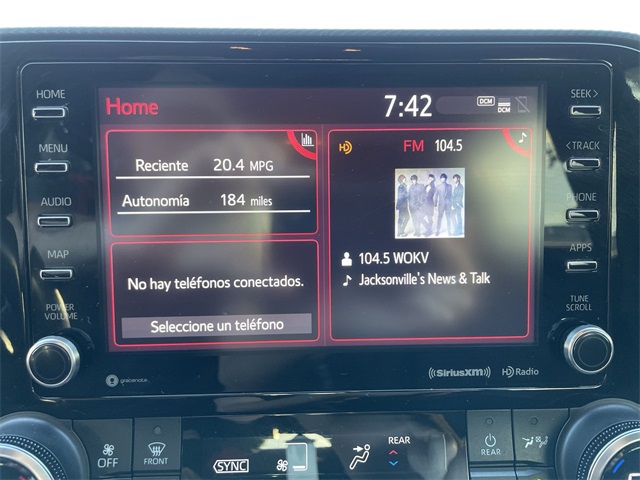 HOME
MENU
AUDIO
MAP
POWER
VOLUME
Home
7:42
DCM
DCM
Reciente 20.4 MPG
Autonomía 184 miles
No hay teléfonos conectados.
Seleccione un teléfono
HD
FM 104.5
104.5 WOKV
Jacksonville's News & Talk
SEEK >
< TRACK
PHONE
APPS
TUNE
SCROLL
gracenote
((SiriusXM))
HD Radio
OFF
FRONT
SYNC
REAR
REAR